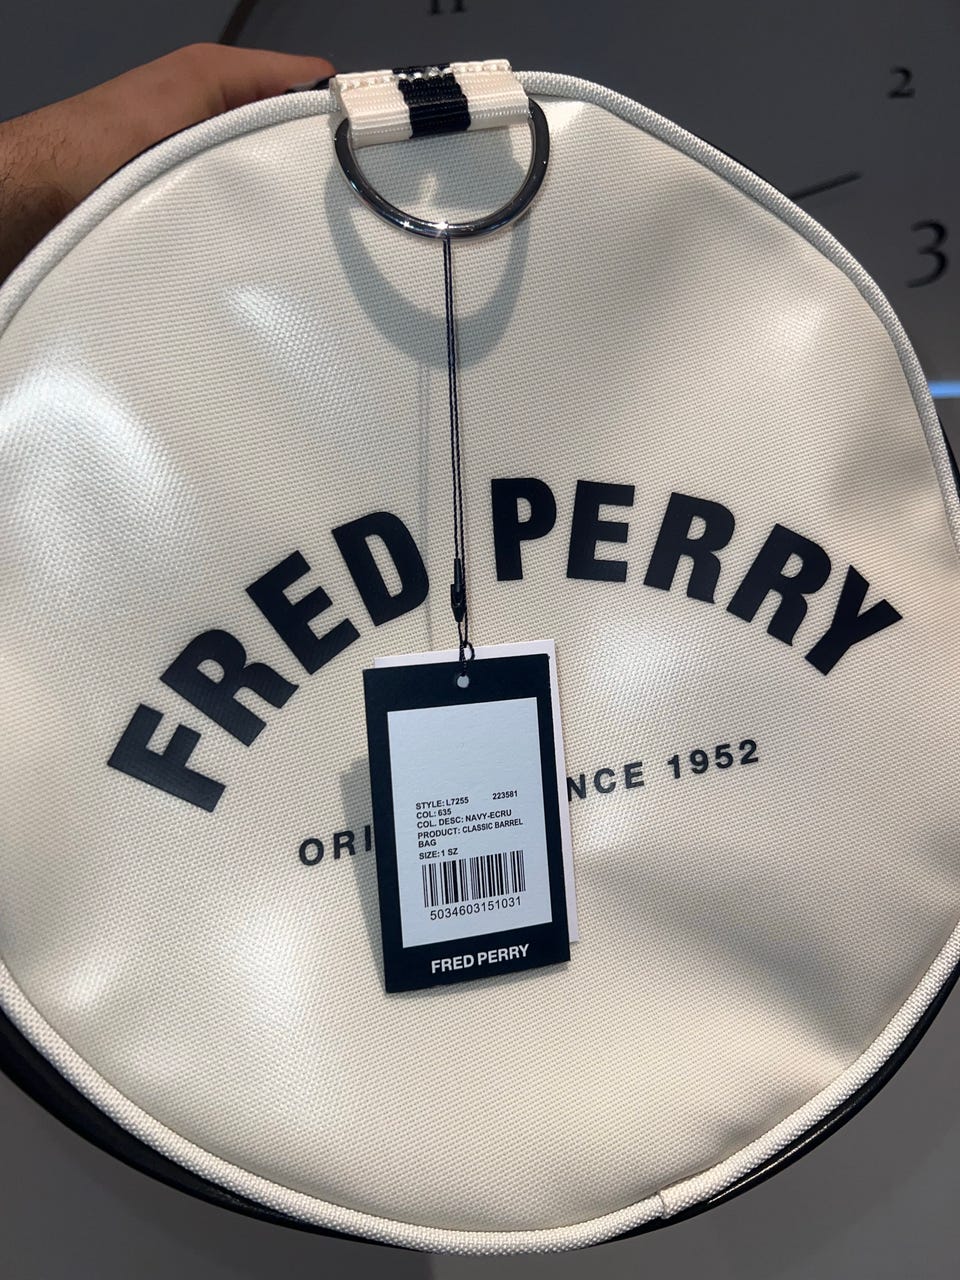 11
2
3
FRED PERRY
ORI NCE 1952
STYLE: L7255 223581
COL: 635
COL. DESC: NAVY-ECRU
PRODUCT: CLASSIC BARREL
BAG
SIZE: 1 SZ
5034603151031
FRED PERRY